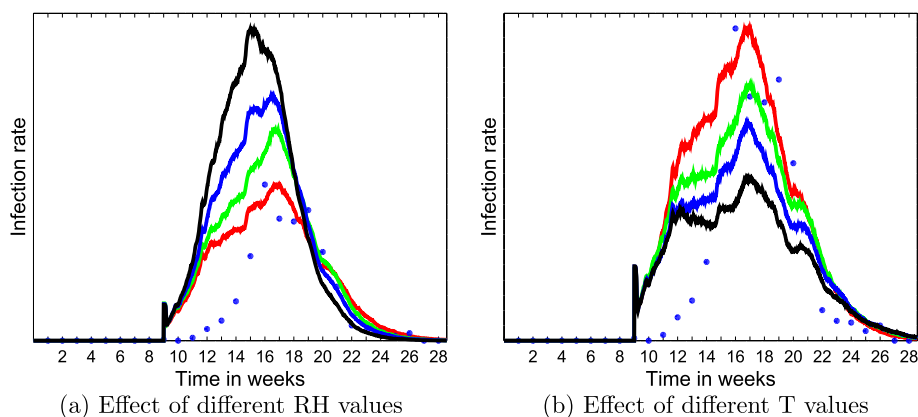 Infection rate
2 4 6 8 10 12 14 16 18 20 22 24 26 28
Time in weeks
(a) Effect of different RH values
Infection rate
2 4 6 8 10 12 14 16 18 20 22 24 26 28
Time in weeks
(b) Effect of different T values